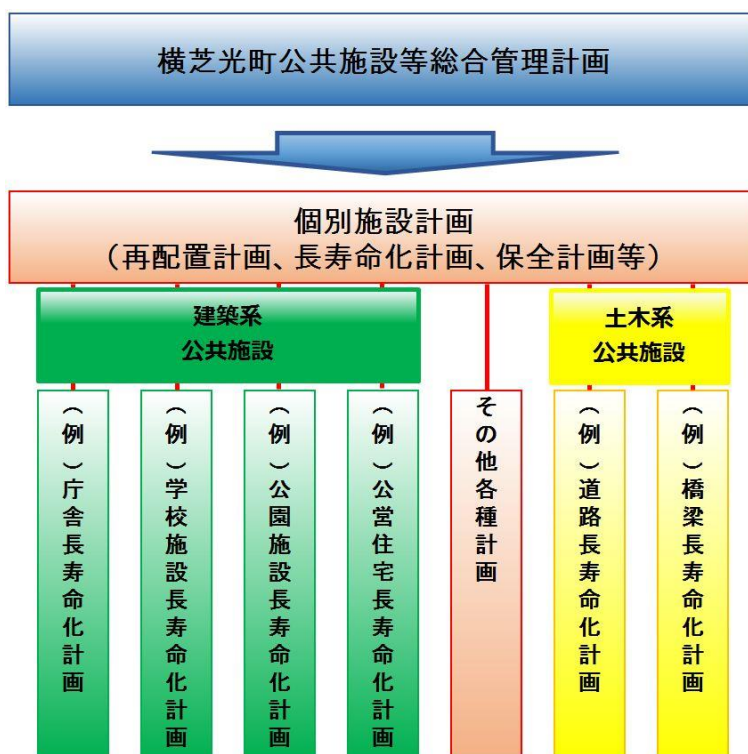 横芝光町公共施設等総合管理計画
個別施設計画
（再配置計画、長寿命化計画、保全計画等）
建築系
公共施設
土木系
公共施設
（例）庁舎長寿命化計画
（例）学校施設長寿命化計画
（例）公園施設長寿命化計画
（例）公営住宅長寿命化計画
その他各種計画
（例）道路長寿命化計画
（例）橋梁長寿命化計画